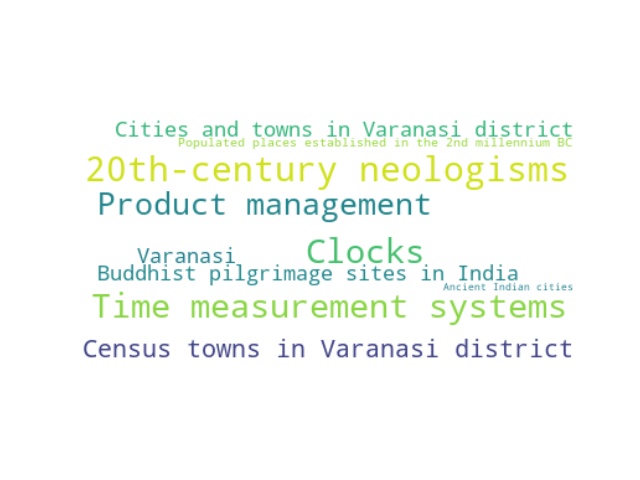 Cities and towns in Varanasi district
Populated places established in the 2nd millennium BC
20th-century neologisms
Product management
Varanasi Clocks
Buddhist pilgrimage sites in India
Ancient Indian cities
Time measurement systems
Census towns in Varanasi district